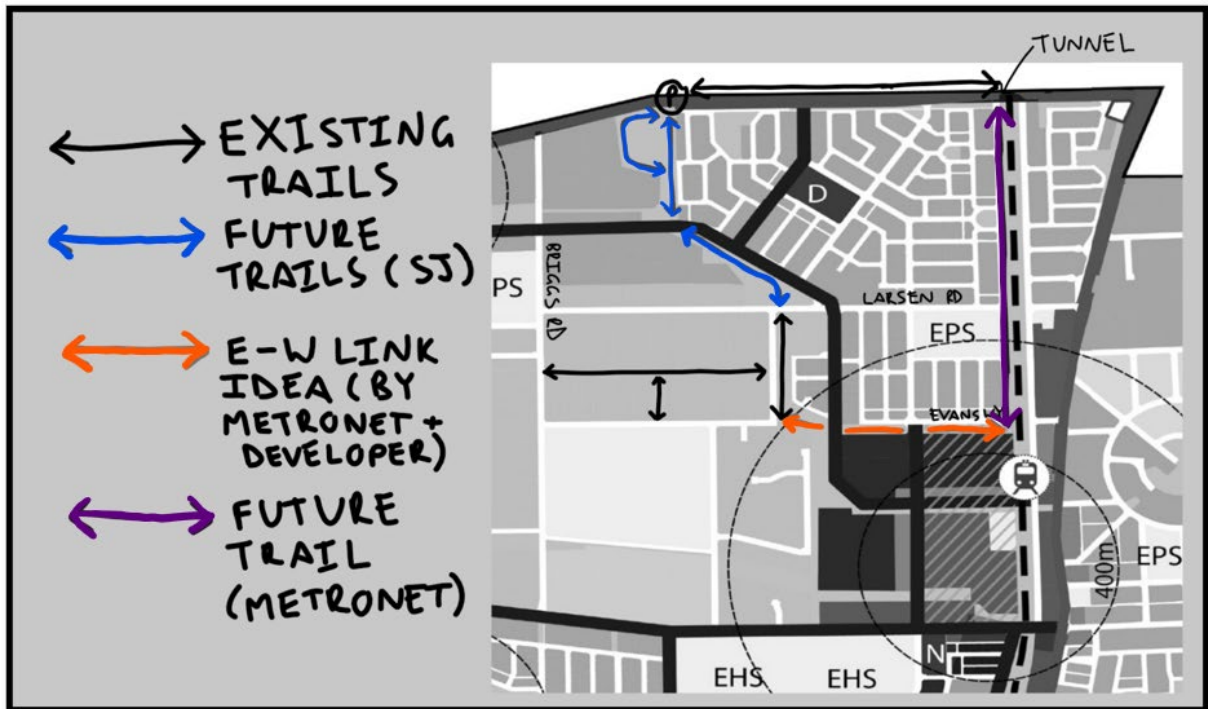 EXISTING
TRAILS
FUTURE
TRAILS (SJ)
E-W LINK
IDEA (BY
METRONET +
DEVELOPER)
FUTURE
TRAIL
(METRONET)
TUNNEL
P
D
BRIGGS RD
PS
LARSEN RD
EPS
EVANS WY
400m
EPS
N
EHS
EHS